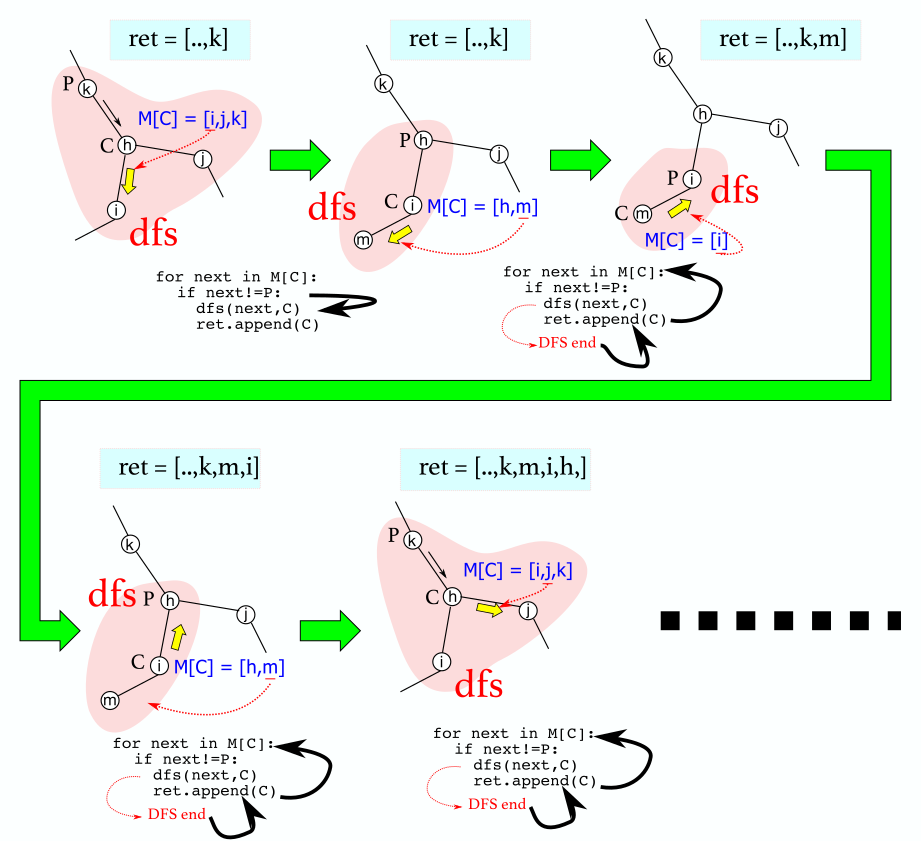 ret = [..,k]
P
k
M[C] = [i,j,k]
C
h
j
i
dfs
ret = [..,k]
k
P
h
j
dfs
C
i
M[C] = [h,m]
m
for next in M[C]:
if next!=P:
dfs(next,C)
ret.append(C)
ret = [..,k,m]
k
h
j
P
i
dfs
C
m
M[C] = [i]
for next in M[C]:
if next!=P:
dfs(next,C)
ret.append(C)
DFS end
ret = [..,k,m,i]
k
dfs
P
h
j
C
i
M[C] = [h,m]
m
for next in M[C]:
if next!=P:
dfs(next,C)
ret.append(C)
DFS end
ret = [..,k,m,i,h,]
P
k
M[C] = [i,j,k]
C
h
j
i
dfs
for next in M[C]:
if next!=P:
dfs(next,C)
ret.append(C)
DFS end